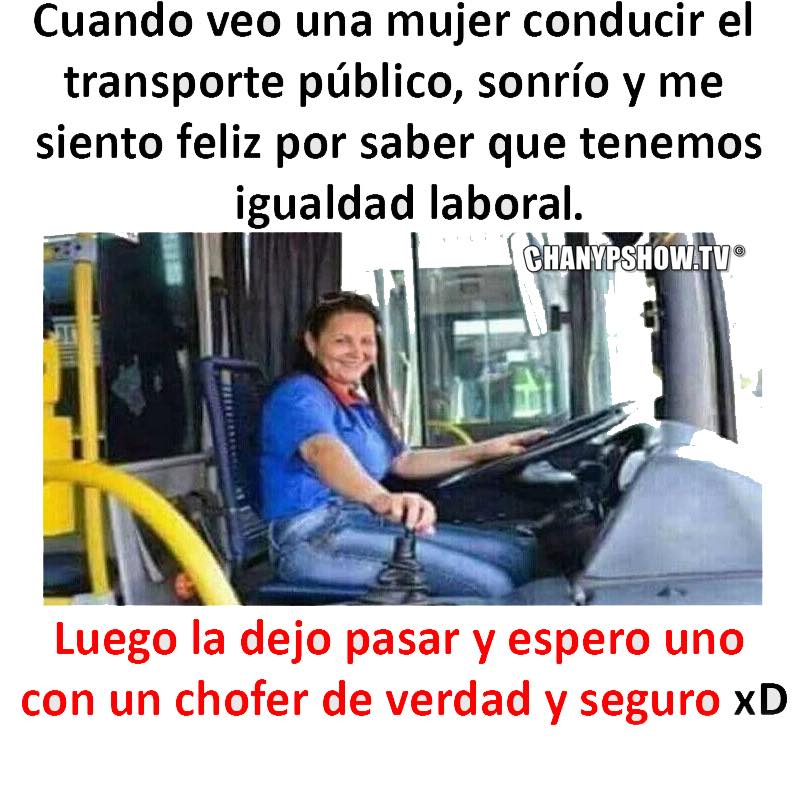 Cuando veo una mujer conducir el
transporte público, sonrío y me
siento feliz por saber que tenemos
igualdad laboral.
CHANYPSHOW.TV©
Luego la dejo pasar y espero uno
con un chofer de verdad y seguro xD